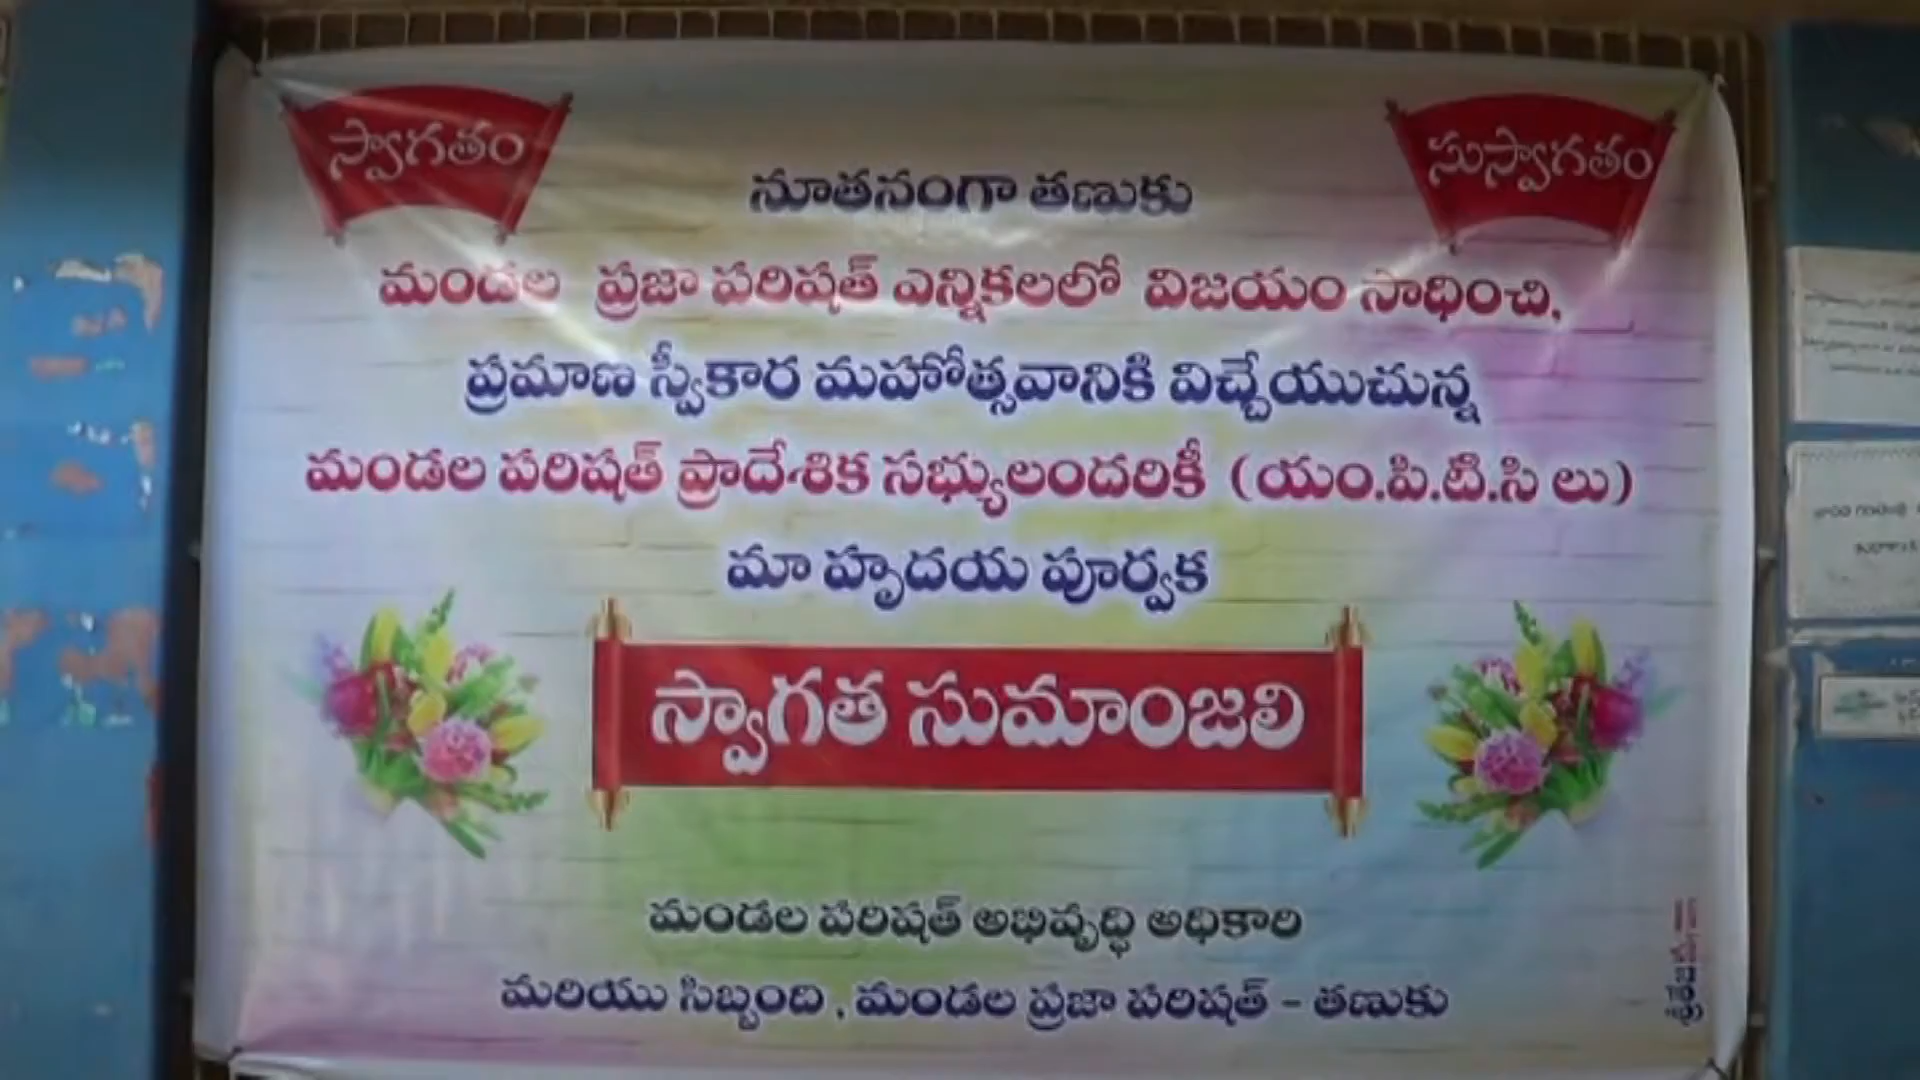 స్వాగతం
సుస్వాగతం
నూతనంగా తణుకు
మండల ప్రజా పరిషత్ ఎన్నికలలో విజయం సాధించి,
ప్రమాణ స్వీకార మహోత్సవానికి విచ్చేయుచున్న
మండల పరిషత్ ప్రాదేశిక సభ్యులందరికీ (యం.పి.టి.సి లు)
మా హృదయ పూర్వక
స్వాగత సుమాంజలి
మండల పరిషత్ అభివృద్ధి అధికారి
మరియు సిబ్బంది, మండల ప్రజా పరిషత్ - తణుకు